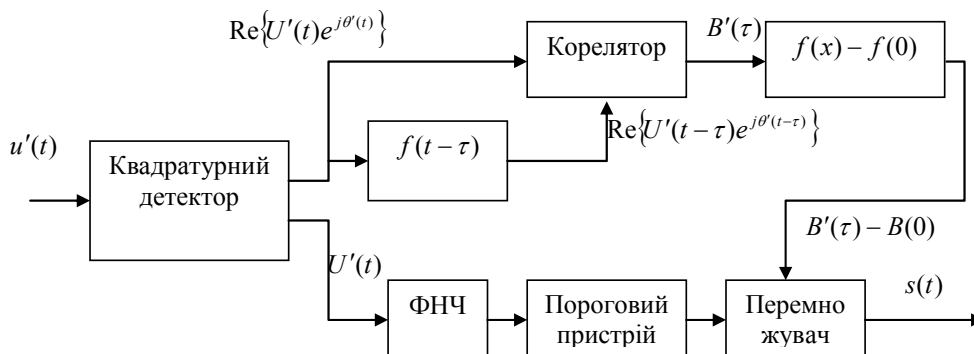 Re{U′(t)e^{jθ′(t)}}
B′(τ)
Корелятор
f(x) − f(0)
Re{U′(t−τ)e^{jθ′(t−τ)}}
u′(t)
f(t−τ)
Квадратурний
детектор
B′(τ) − B(0)
U′(t)
s(t)
ФНЧ
Пороговий
пристрій
Перемно
жувач